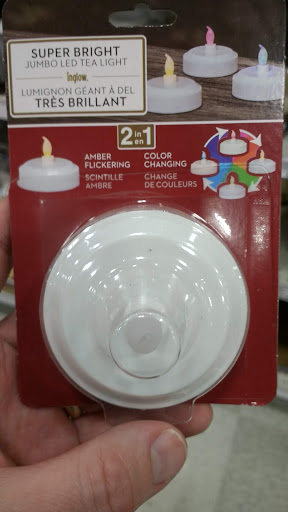 SUPER BRIGHT
JUMBO LED TEA LIGHT
inglow.
LUMIGNON GÉANT À DEL
TRÈS BRILLANT
2 in 1
en
AMBER
FLICKERING
SCINTILLE
AMBRE
COLOR
CHANGING
CHANGE
DE COULEURS